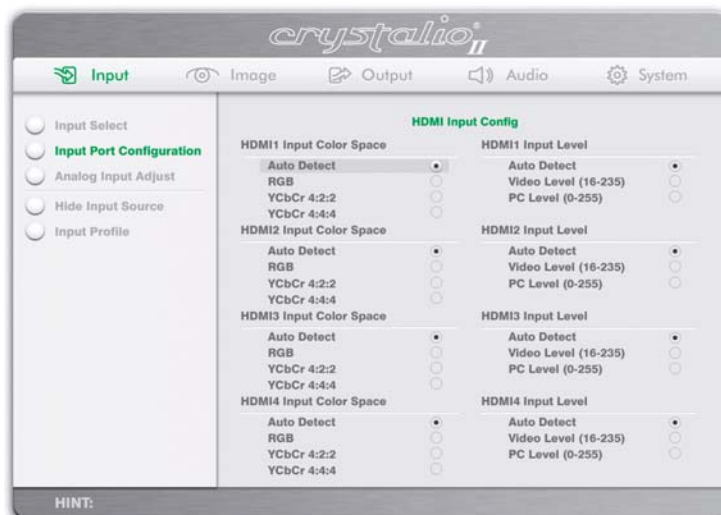 crystalio II
Input
Image
Output
Audio
System
Input Select
Input Port Configuration
Analog Input Adjust
Hide Input Source
Input Profile
HDMI Input Config
HDMI1 Input Color Space
Auto Detect
RGB
YCbCr 4:2:2
YCbCr 4:4:4
HDMI1 Input Level
Auto Detect
Video Level (16-235)
PC Level (0-255)
HDMI2 Input Color Space
Auto Detect
RGB
YCbCr 4:2:2
YCbCr 4:4:4
HDMI2 Input Level
Auto Detect
Video Level (16-235)
PC Level (0-255)
HDMI3 Input Color Space
Auto Detect
RGB
YCbCr 4:2:2
YCbCr 4:4:4
HDMI3 Input Level
Auto Detect
Video Level (16-235)
PC Level (0-255)
HDMI4 Input Color Space
Auto Detect
RGB
YCbCr 4:2:2
YCbCr 4:4:4
HDMI4 Input Level
Auto Detect
Video Level (16-235)
PC Level (0-255)
HINT: